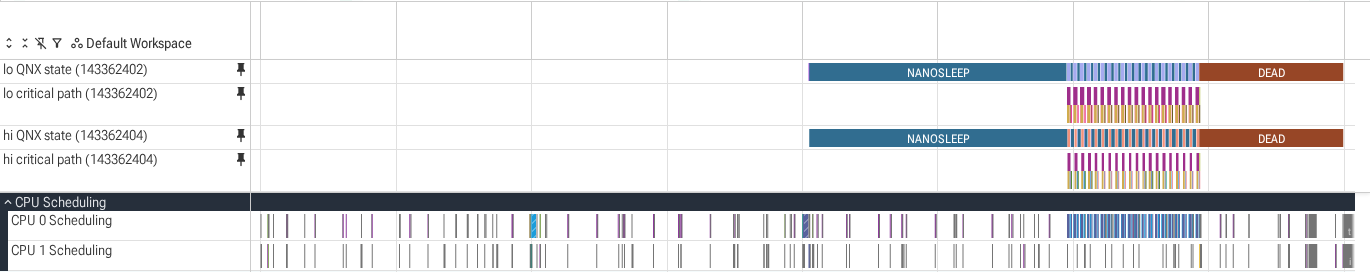 Default Workspace
lo QNX state (143362402)
NANOSLEEP
DEAD
lo critical path (143362402)
hi QNX state (143362404)
NANOSLEEP
DEAD
hi critical path (143362404)
CPU Scheduling
CPU 0 Scheduling
CPU 1 Scheduling